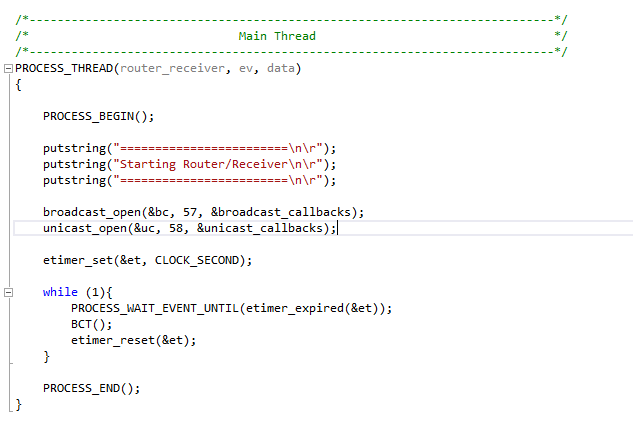 /*---------------------------------------------------------------------------*/
/*                              Main Thread                                  */
/*---------------------------------------------------------------------------*/
PROCESS_THREAD(router_receiver, ev, data)
{
    PROCESS_BEGIN();
    putstring("========================\n\r");
    putstring("Starting Router/Receiver\n\r");
    putstring("========================\n\r");
    broadcast_open(&bc, 57, &broadcast_callbacks);
    unicast_open(&uc, 58, &unicast_callbacks);
    etimer_set(&et, CLOCK_SECOND);
    while (1){
        PROCESS_WAIT_EVENT_UNTIL(etimer_expired(&et));
        BCT();
        etimer_reset(&et);
    }
    PROCESS_END();
}